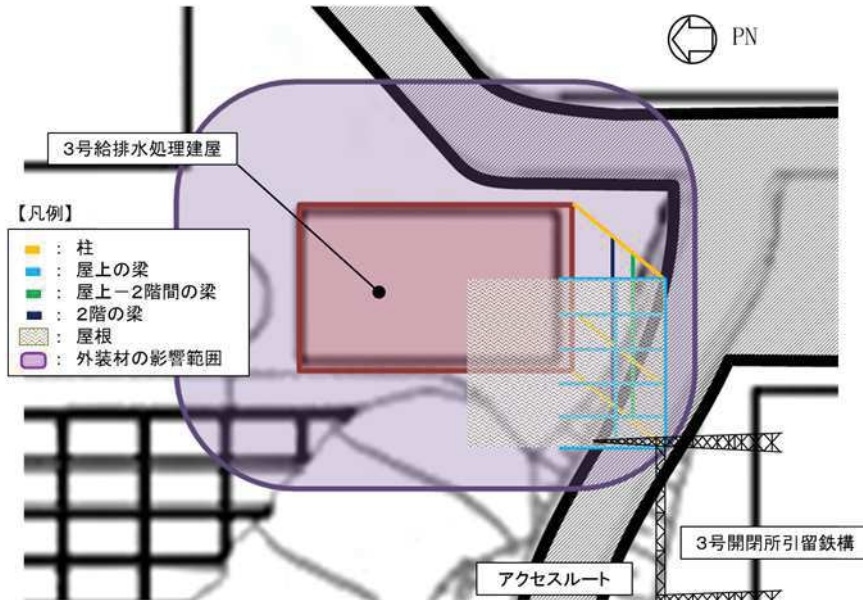 PN
3号給排水処理建屋
【凡例】
： 柱
： 屋上の梁
： 屋上－2階間の梁
： 2階の梁
： 屋根
： 外装材の影響範囲
3号開閉所引留鉄構
アクセスルート